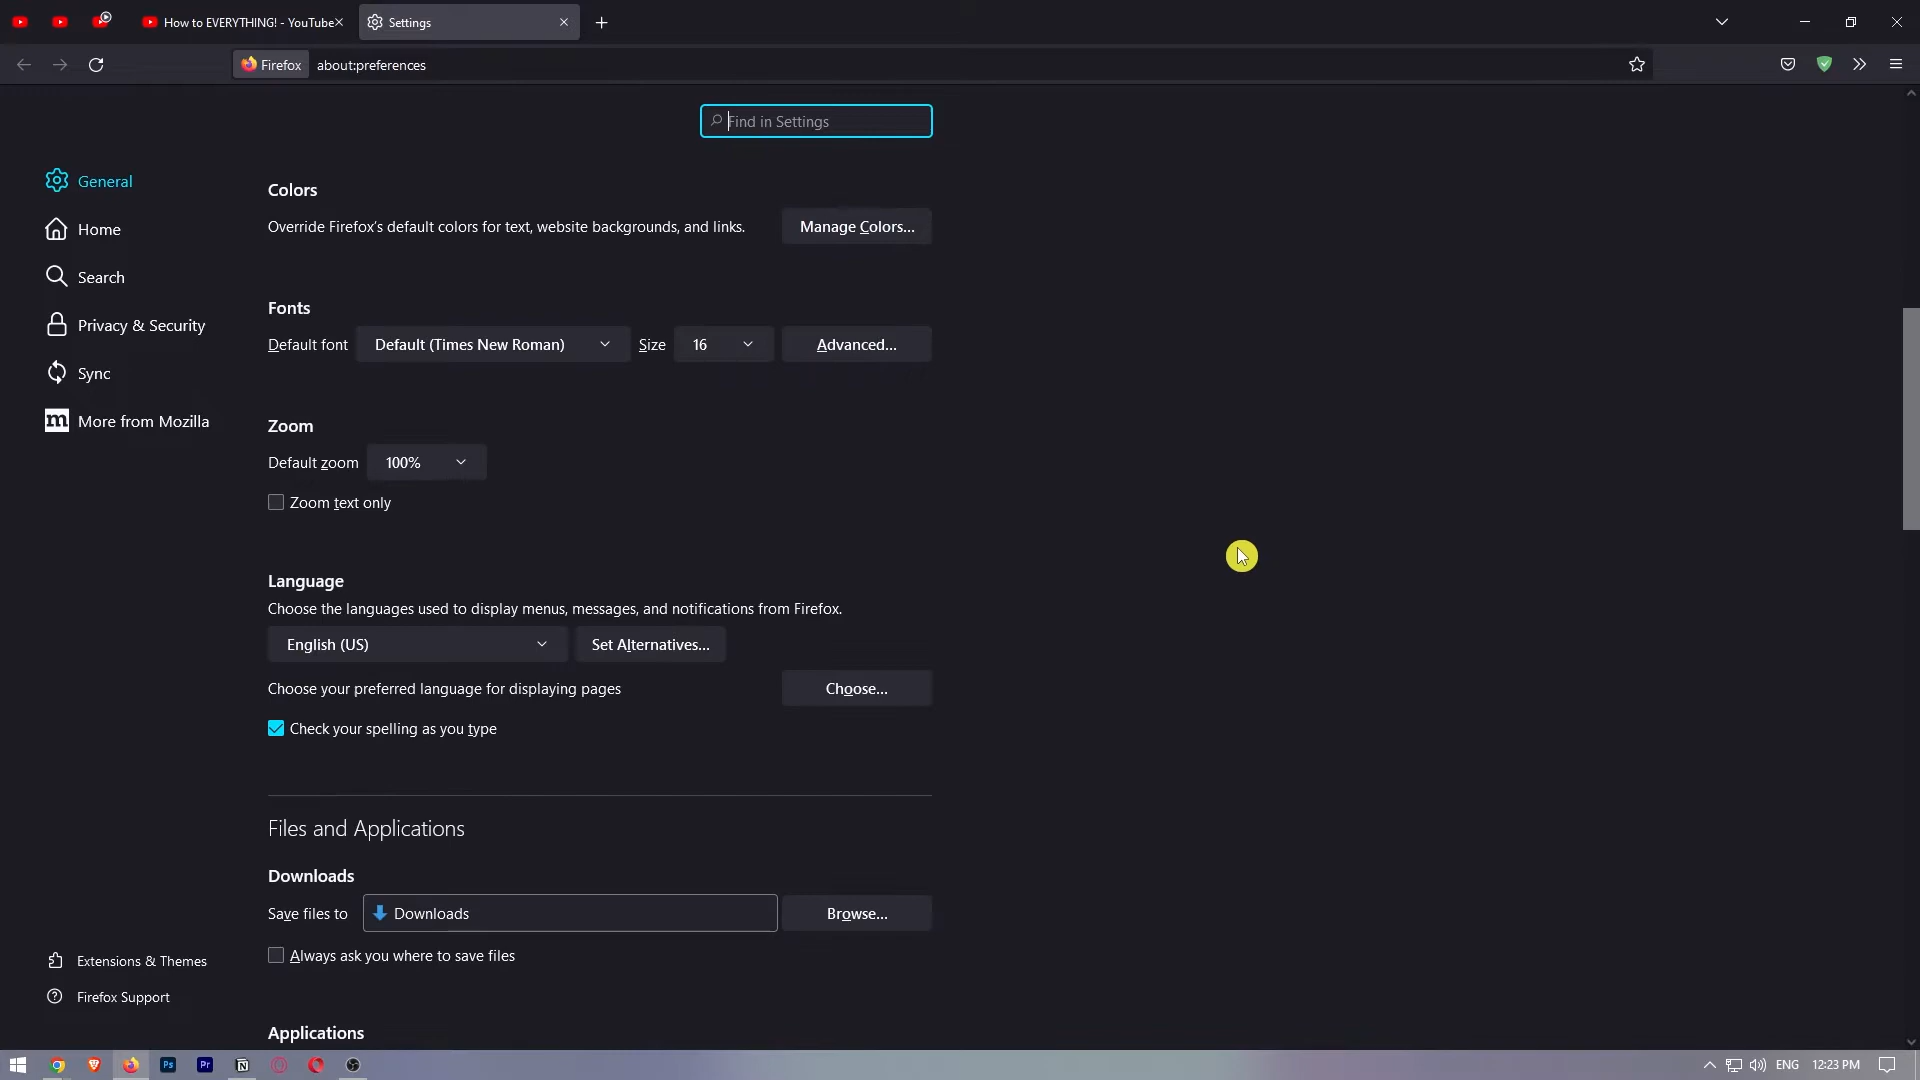 How to EVERYTHING! - YouTube
Settings
Firefox
about:preferences
Find in Settings
General
Home
Search
Privacy & Security
Sync
m More from Mozilla
Extensions & Themes
Firefox Support
Colors
Override Firefox's default colors for text, website backgrounds, and links.
Manage Colors...
Fonts
Default font
Default (Times New Roman)
Size
16
Advanced...
Zoom
Default zoom
100%
Zoom text only
Language
Choose the languages used to display menus, messages, and notifications from Firefox.
English (US)
Set Alternatives...
Choose your preferred language for displaying pages
Choose...
Check your spelling as you type
Files and Applications
Downloads
Save files to
Downloads
Browse...
Always ask you where to save files
Applications
Ps
Pr
N
ENG
12:23 PM